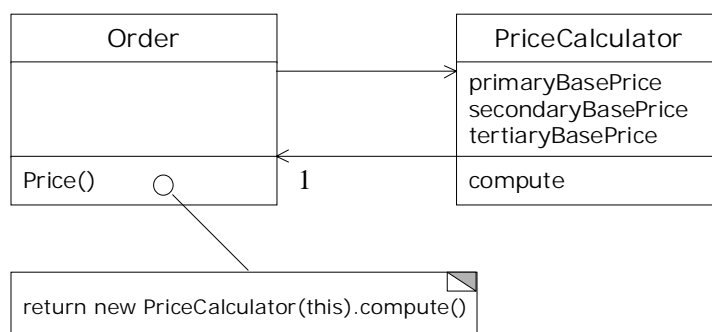 Order
PriceCalculator
primaryBasePrice
secondaryBasePrice
tertiaryBasePrice
Price()
1
compute
return new PriceCalculator(this).compute()